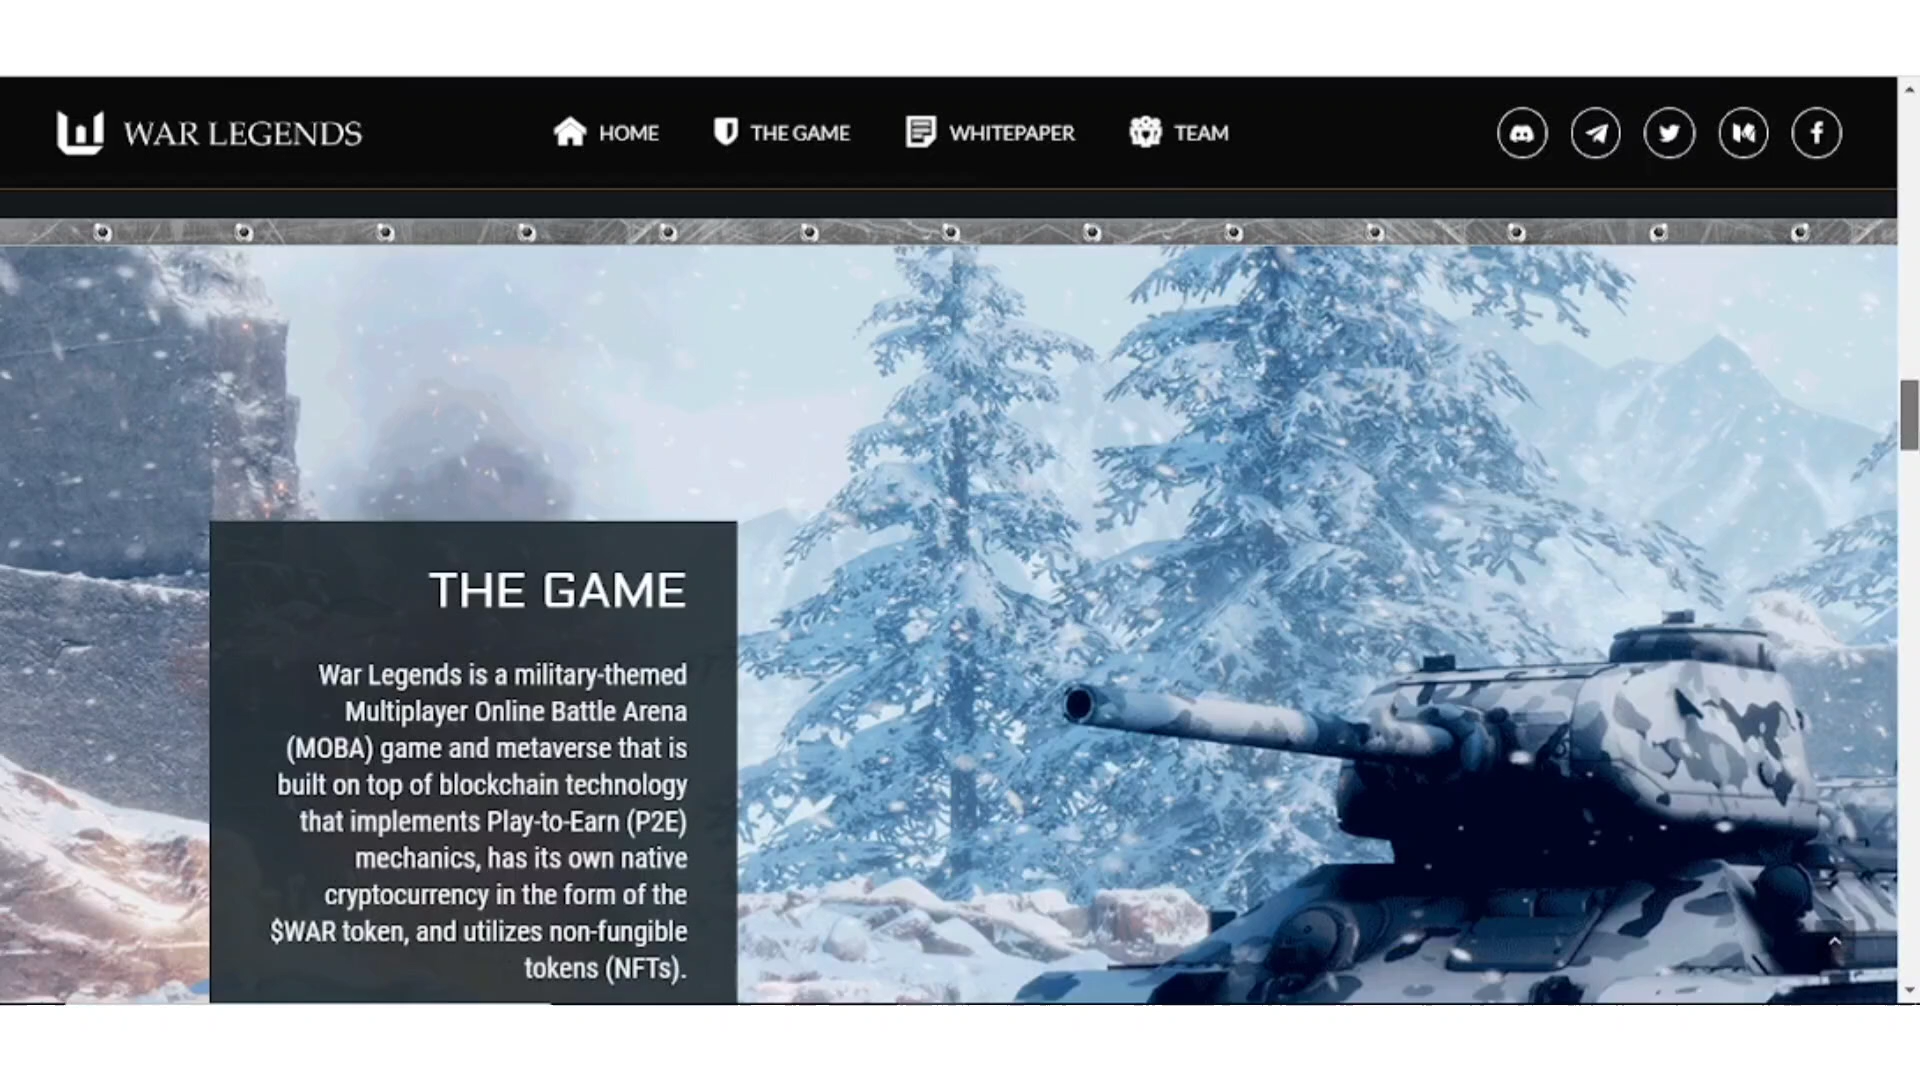 WAR LEGENDS
HOME
THE GAME
WHITEPAPER
TEAM
THE GAME
War Legends is a military-themed
Multiplayer Online Battle Arena
(MOBA) game and metaverse that is
built on top of blockchain technology
that implements Play-to-Earn (P2E)
mechanics, has its own native
cryptocurrency in the form of the
$WAR token, and utilizes non-fungible
tokens (NFTs).